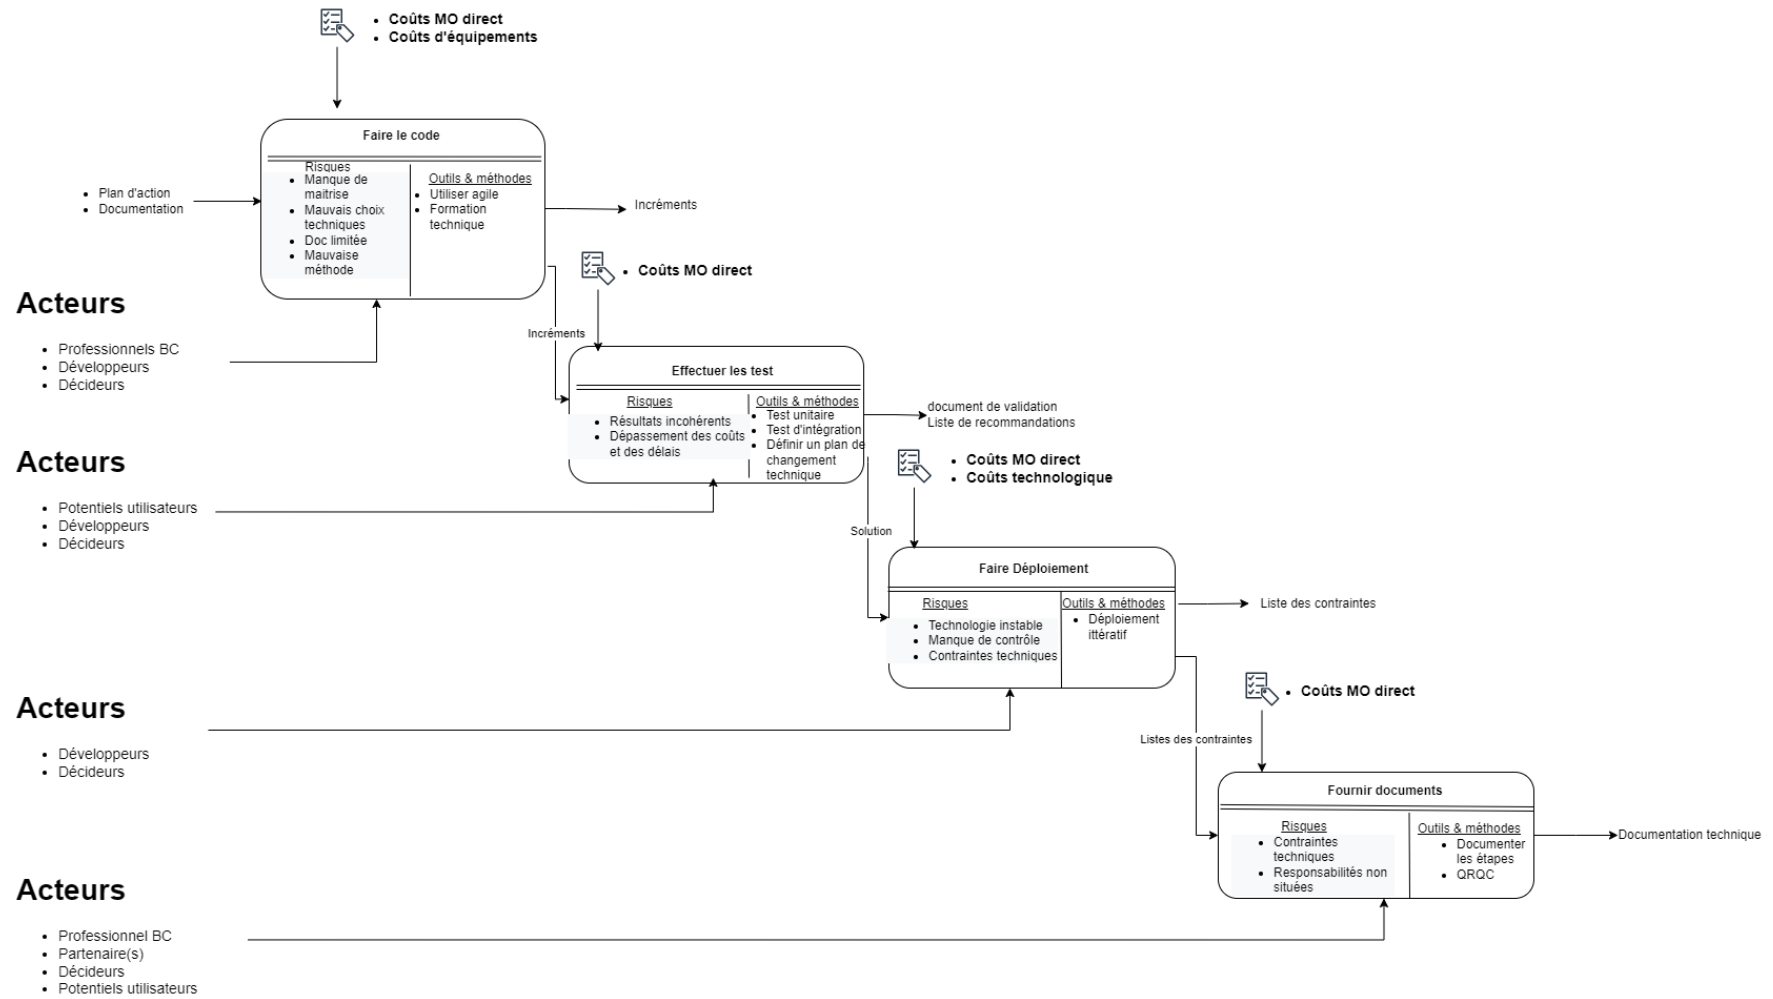 Coûts MO direct
Coûts d'équipements
Faire le code
Risques
Manque de
maitrise
Mauvais choix
techniques
Doc limitée
Mauvaise
méthode
Outils & méthodes
Utiliser agile
Formation
technique
Plan d'action
Documentation
Incréments
Acteurs
Professionnels BC
Développeurs
Décideurs
Coûts MO direct
Incréments
Effectuer les test
Risques
Résultats incohérents
Dépassement des coûts
et des délais
Outils & méthodes
Test unitaire
Test d'intégration
Définir un plan de
changement
technique
document de validation
Liste de recommandations
Acteurs
Potentiels utilisateurs
Développeurs
Décideurs
Coûts MO direct
Coûts technologique
Solution
Faire Déploiement
Risques
Technologie instable
Manque de contrôle
Contraintes techniques
Outils & méthodes
Déploiement
ittératif
Liste des contraintes
Acteurs
Développeurs
Décideurs
Coûts MO direct
Listes des contraintes
Fournir documents
Risques
Contraintes
techniques
Responsabilités non
situées
Outils & méthodes
Documenter
les étapes
QRQC
Documentation technique
Acteurs
Professionnel BC
Partenaire(s)
Décideurs
Potentiels utilisateurs